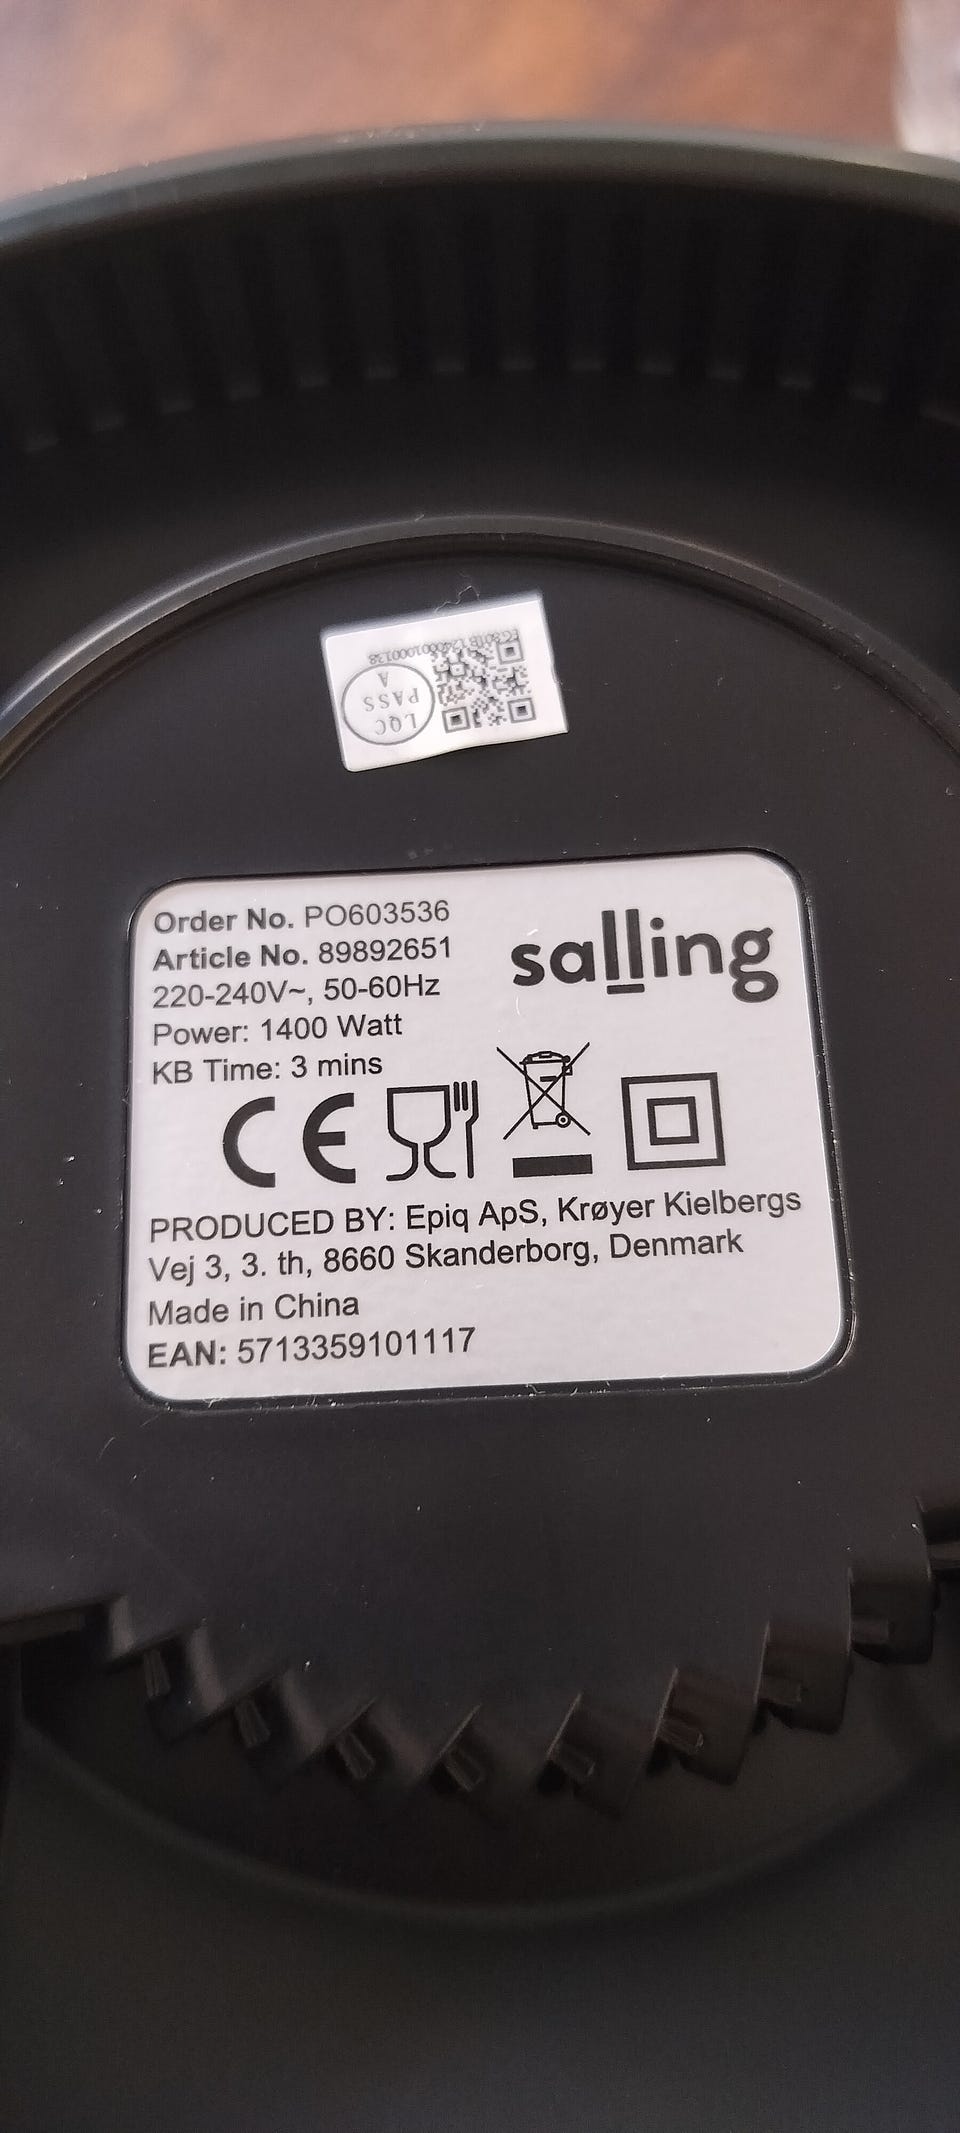 LQC
PASS
A
Order No. PO603536
Article No. 89892651
220-240V~, 50-60Hz
Power: 1400 Watt
KB Time: 3 mins
salling
CE
PRODUCED BY: Epiq ApS, Krøyer Kielbergs
Vej 3, 3. th, 8660 Skanderborg, Denmark
Made in China
EAN: 5713359101117